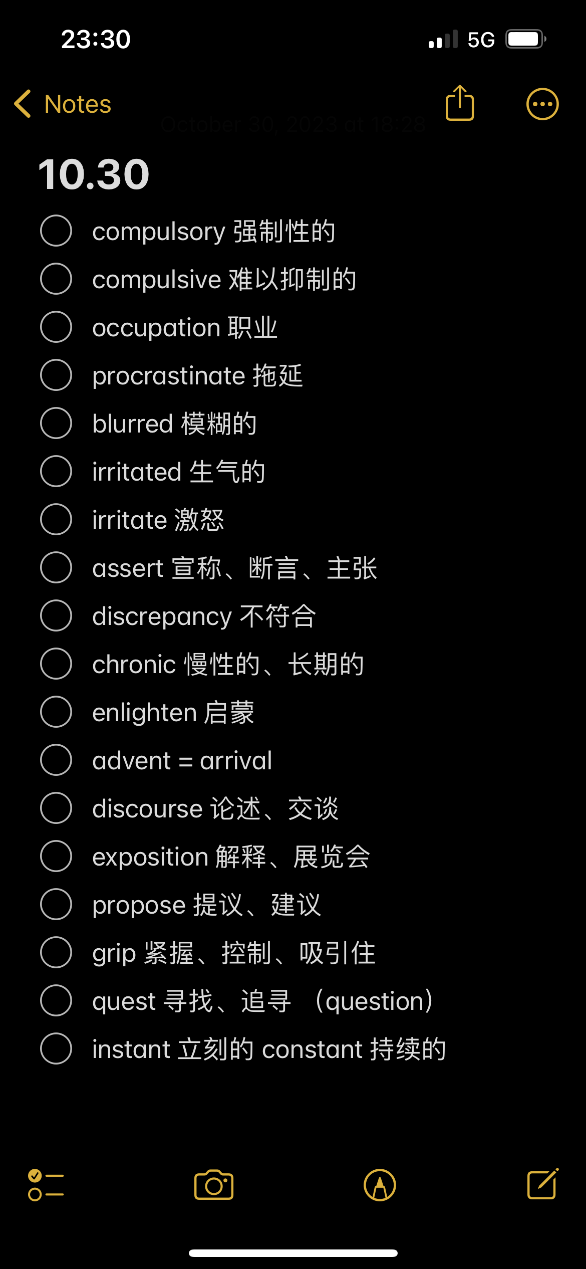 23:30
5G
Notes
October 30, 2023 at 18:28
10.30
compulsory 强制性的
compulsive 难以抑制的
occupation 职业
procrastinate 拖延
blurred 模糊的
irritated 生气的
irritate 激怒
assert 宣称、断言、主张
discrepancy 不符合
chronic 慢性的、长期的
enlighten 启蒙
advent = arrival
discourse 论述、交谈
exposition 解释、展览会
propose 提议、建议
grip 紧握、控制、吸引住
quest 寻找、追寻 （question）
instant 立刻的 constant 持续的